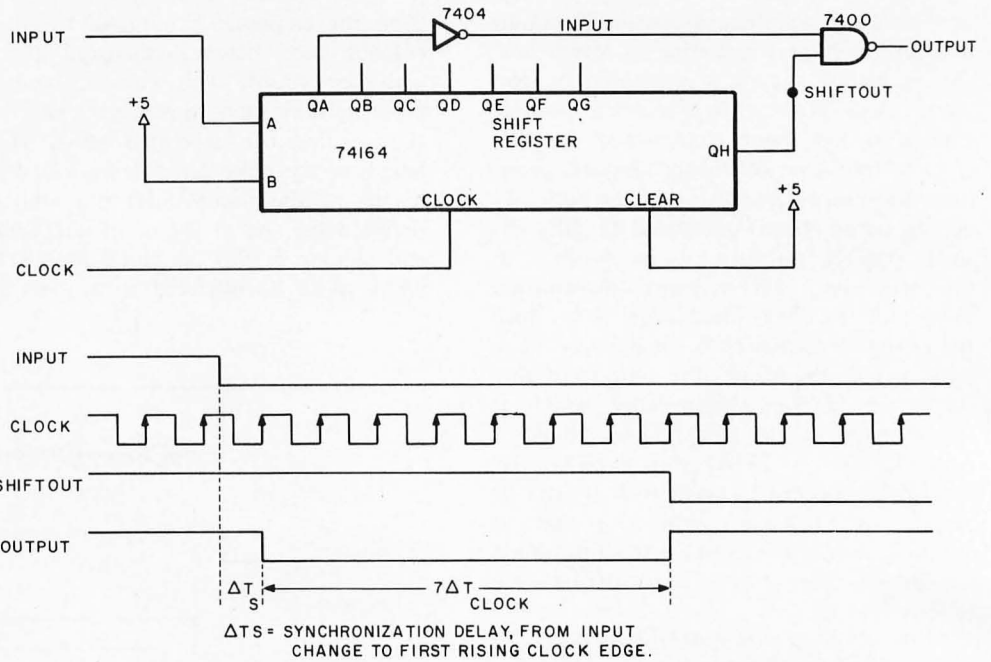 7404
INPUT
7400
INPUT
OUTPUT
+5
QA QB QC QD QE QF QG
SHIFTOUT
A
SHIFT
REGISTER
74164
QH
B
+5
CLOCK
CLEAR
CLOCK
INPUT
CLOCK
SHIFTOUT
OUTPUT
ΔT S
7ΔT CLOCK
ΔTS = SYNCHRONIZATION DELAY, FROM INPUT
CHANGE TO FIRST RISING CLOCK EDGE.